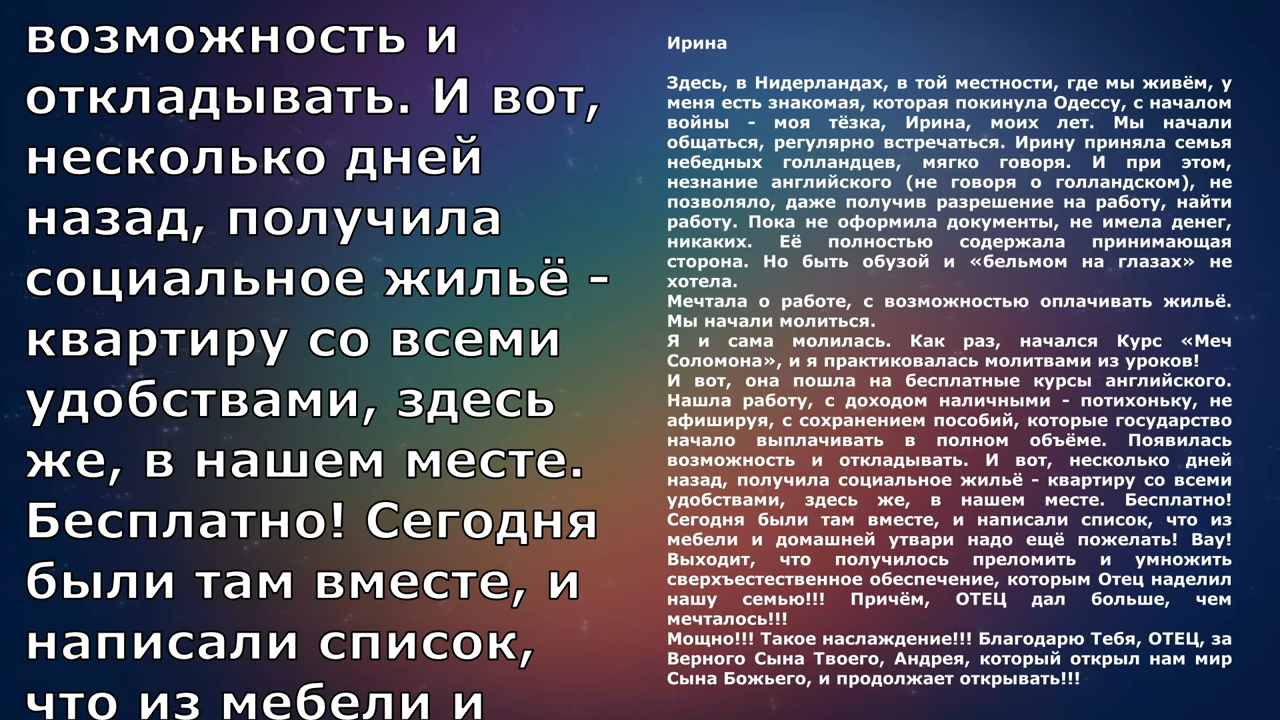 возможность и
откладывать. И вот,
несколько дней
назад, получила
социальное жильё -
квартиру со всеми
удобствами, здесь
же, в нашем месте.
Бесплатно! Сегодня
были там вместе, и
написали список,
что из мебели и
Ирина
Здесь, в Нидерландах, в той местности, где мы живём, у
меня есть знакомая, которая покинула Одессу, с началом
войны - моя тёзка, Ирина, моих лет. Мы начали
общаться, регулярно встречаться. Ирину приняла семья
небедных голландцев, мягко говоря. И при этом,
незнание английского (не говоря о голландском), не
позволяло, даже получив разрешение на работу, найти
работу. Пока не оформила документы, не имела денег,
никаких. Её полностью содержала принимающая
сторона. Но быть обузой и «бельмом на глазах» не
хотела.
Мечтала о работе, с возможностью оплачивать жильё.
Мы начали молиться.
Я и сама молилась. Как раз, начался Курс «Меч
Соломона», и я практиковалась молитвами из уроков!
И вот, она пошла на бесплатные курсы английского.
Нашла работу, с доходом наличными - потихоньку, не
афишируя, с сохранением пособий, которые государство
начало выплачивать в полном объёме. Появилась
возможность и откладывать. И вот, несколько дней
назад, получила социальное жильё - квартиру со всеми
удобствами, здесь же, в нашем месте. Бесплатно!
Сегодня были там вместе, и написали список, что из
мебели и домашней утвари надо ещё пожелать! Вау!
Выходит, что получилось преломить и умножить
сверхъестественное обеспечение, которым Отец наделил
нашу семью!!! Причём, ОТЕЦ дал больше, чем
мечталось!!!
Мощно!!! Такое наслаждение!!! Благодарю Тебя, ОТЕЦ, за
Верного Сына Твоего, Андрея, который открыл нам мир
Сына Божьего, и продолжает открывать!!!